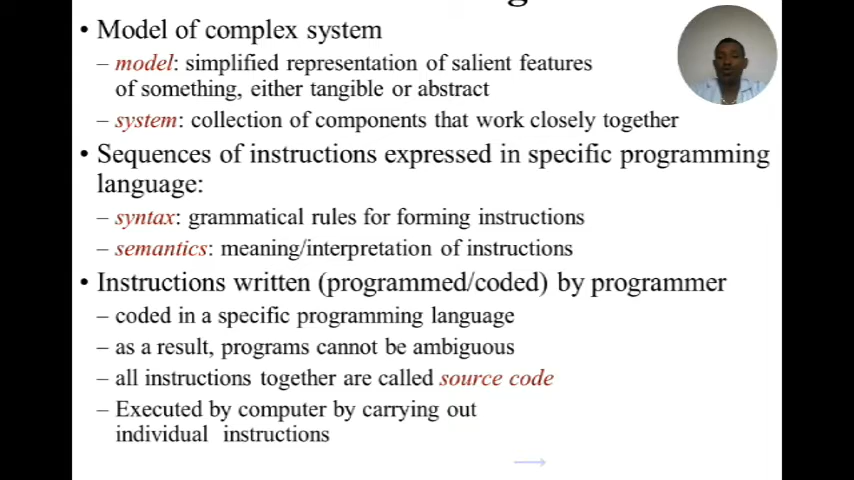 • Model of complex system
– model: simplified representation of salient features
of something, either tangible or abstract
– system: collection of components that work closely together
• Sequences of instructions expressed in specific programming
language:
– syntax: grammatical rules for forming instructions
– semantics: meaning/interpretation of instructions
• Instructions written (programmed/coded) by programmer
– coded in a specific programming language
– as a result, programs cannot be ambiguous
– all instructions together are called source code
– Executed by computer by carrying out
individual instructions